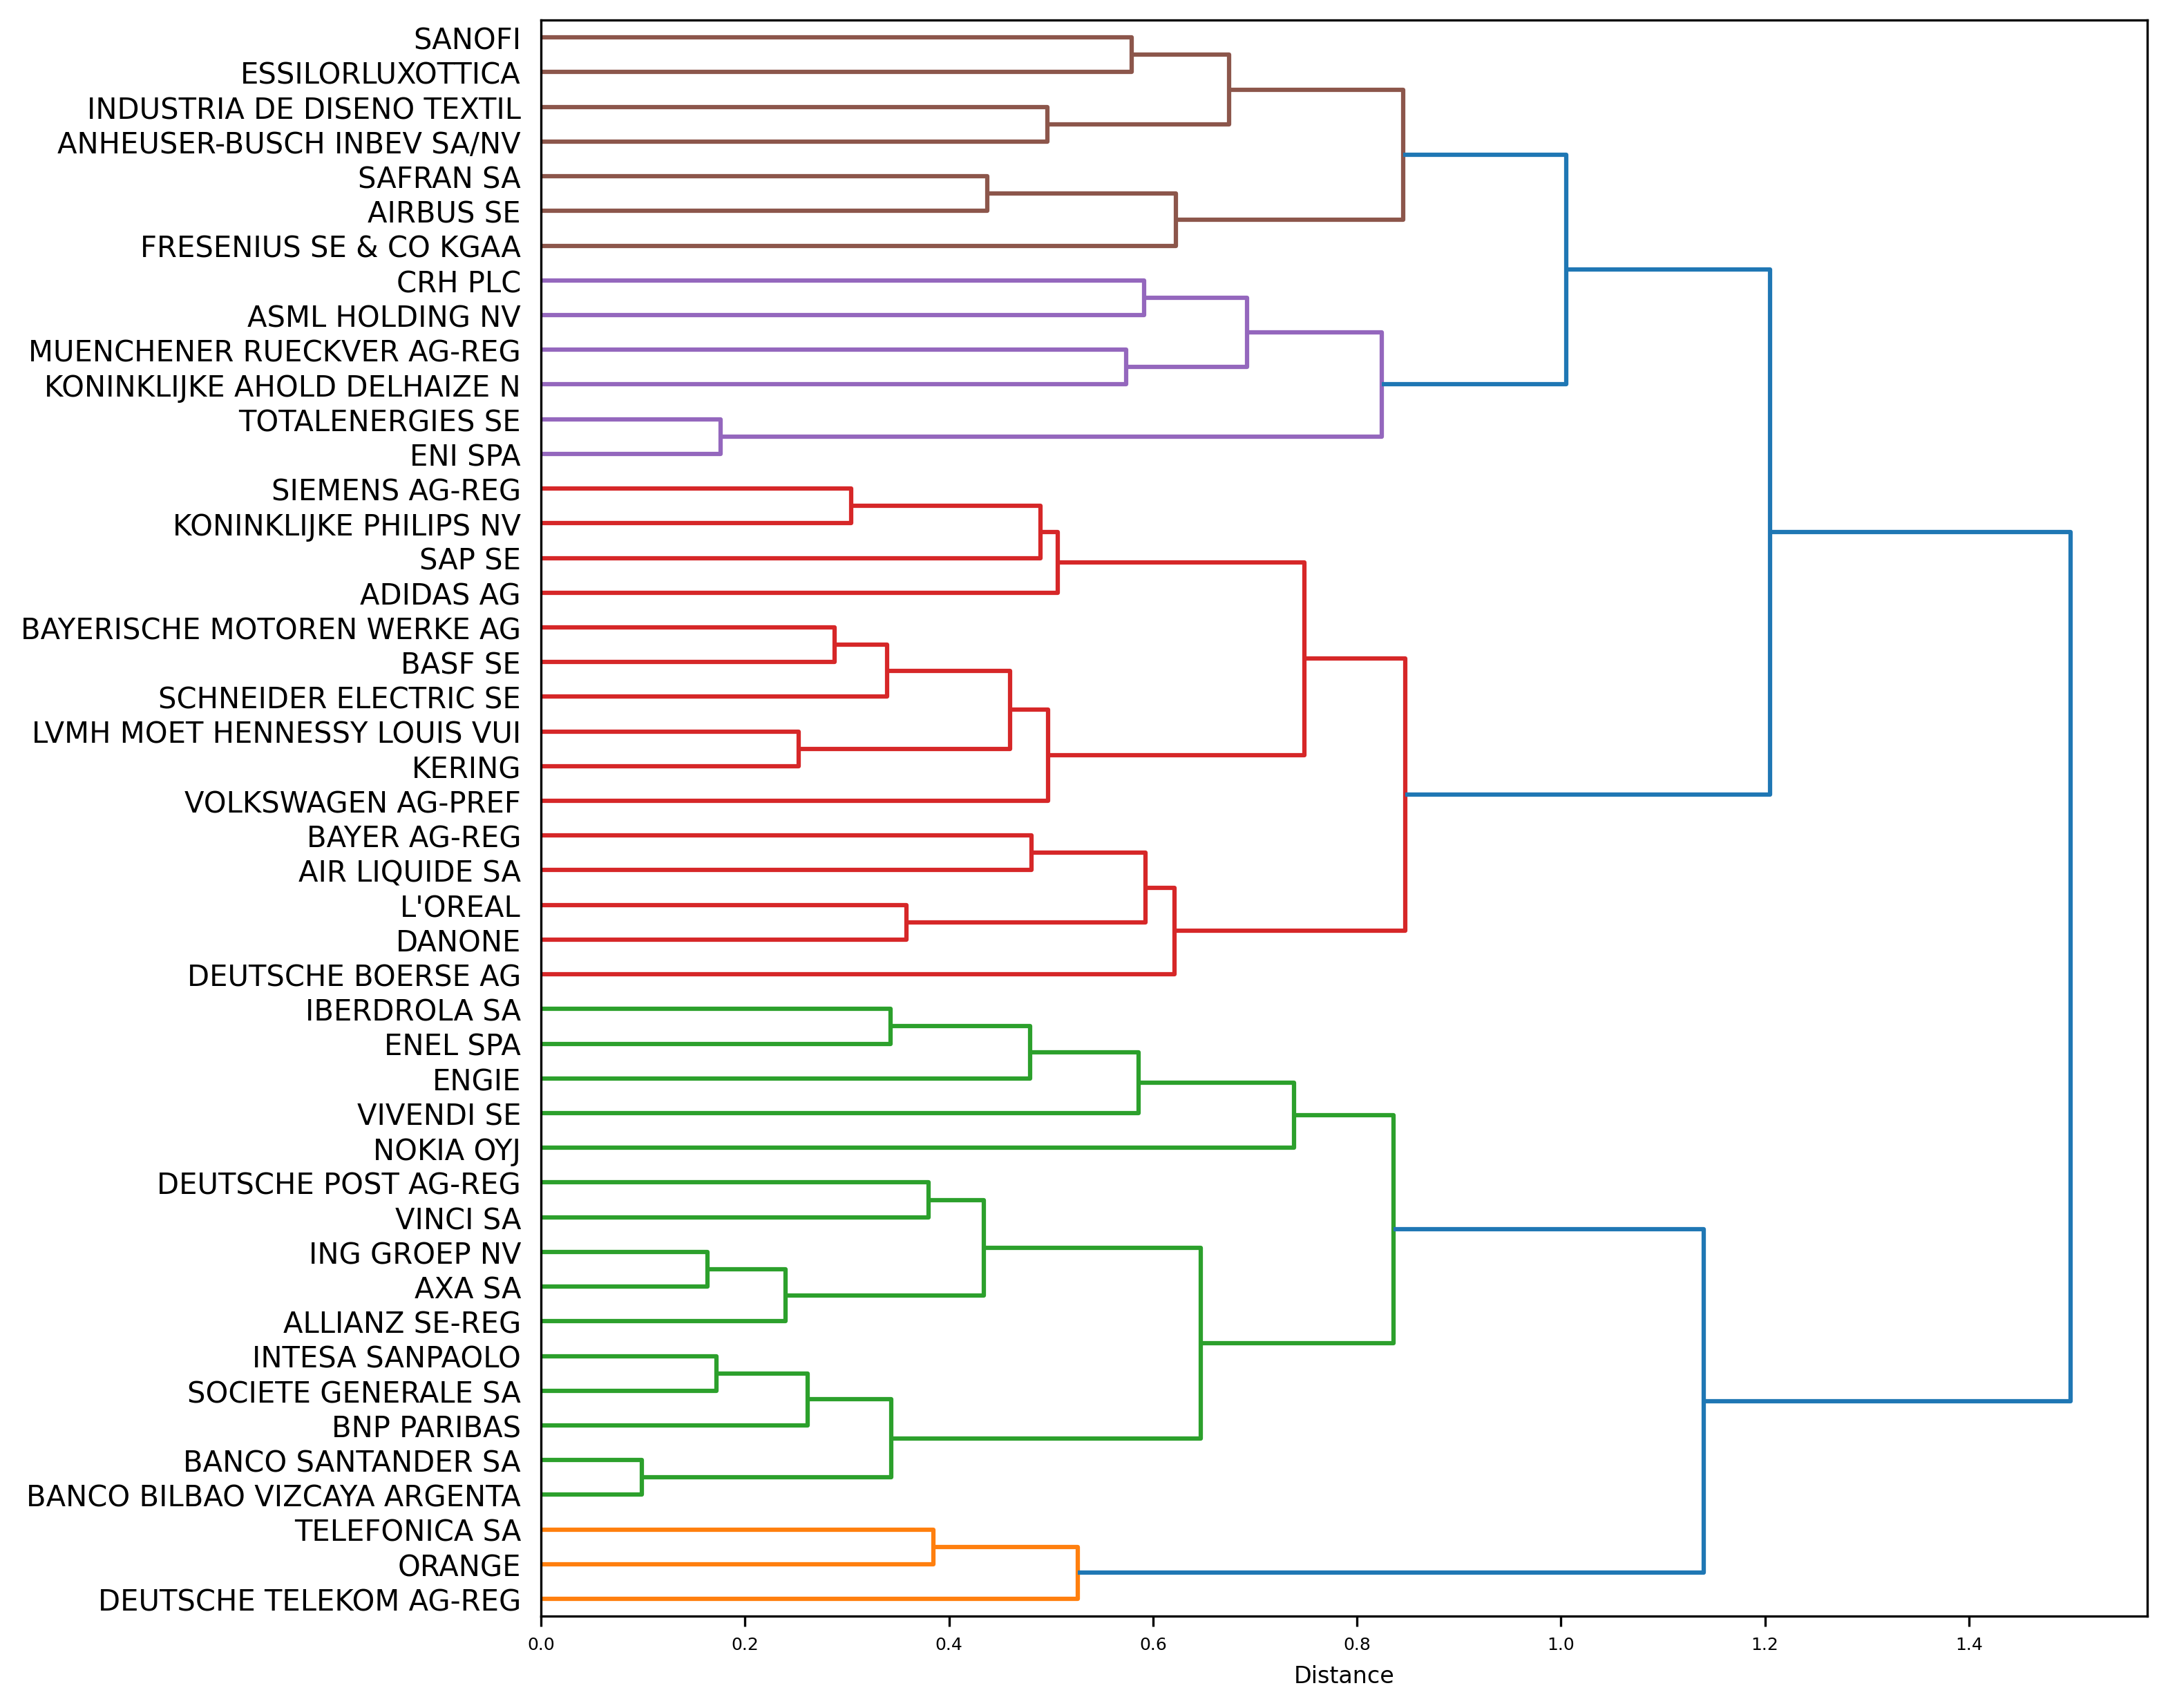 SANOFI
ESSILORLUXOTTICA
INDUSTRIA DE DISENO TEXTIL
ANHEUSER-BUSCH INBEV SA/NV
SAFRAN SA
AIRBUS SE
FRESENIUS SE & CO KGAA
CRH PLC
ASML HOLDING NV
MUENCHENER RUECKVER AG-REG
KONINKLIJKE AHOLD DELHAIZE N
TOTALENERGIES SE
ENI SPA
SIEMENS AG-REG
KONINKLIJKE PHILIPS NV
SAP SE
ADIDAS AG
BAYERISCHE MOTOREN WERKE AG
BASF SE
SCHNEIDER ELECTRIC SE
LVMH MOET HENNESSY LOUIS VUI
KERING
VOLKSWAGEN AG-PREF
BAYER AG-REG
AIR LIQUIDE SA
L'OREAL
DANONE
DEUTSCHE BOERSE AG
IBERDROLA SA
ENEL SPA
ENGIE
VIVENDI SE
NOKIA OYJ
DEUTSCHE POST AG-REG
VINCI SA
ING GROEP NV
AXA SA
ALLIANZ SE-REG
INTESA SANPAOLO
SOCIETE GENERALE SA
BNP PARIBAS
BANCO SANTANDER SA
BANCO BILBAO VIZCAYA ARGENTA
TELEFONICA SA
ORANGE
DEUTSCHE TELEKOM AG-REG
0.0 0.2 0.4 0.6 0.8 1.0 1.2 1.4
Distance